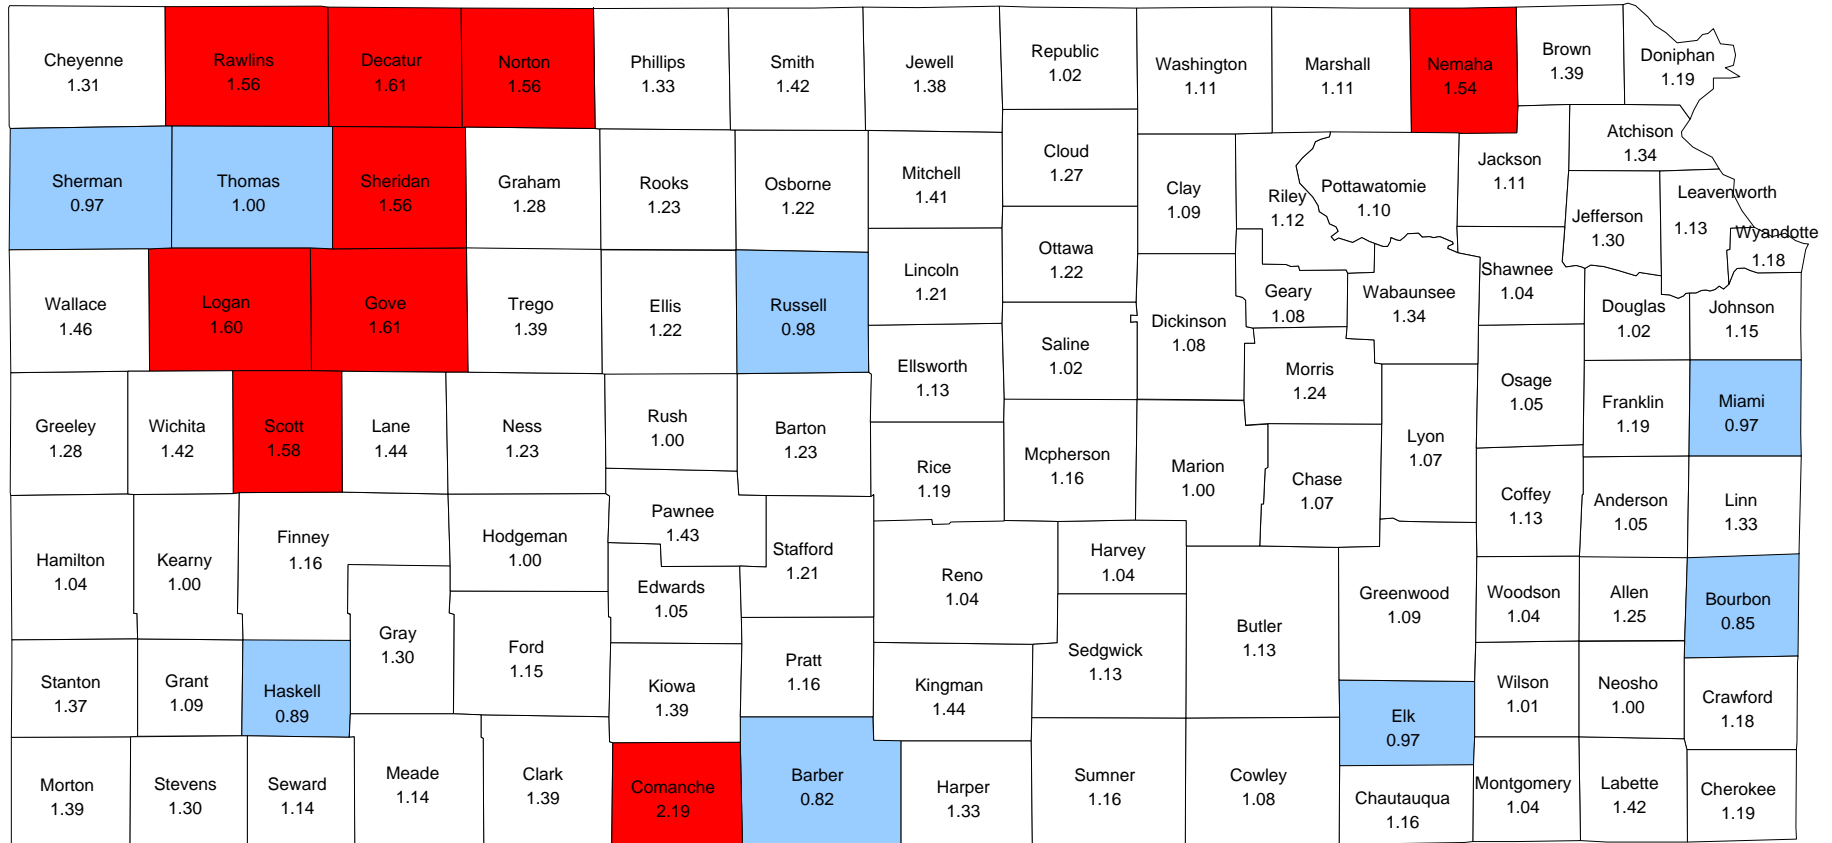 Cheyenne
1.31
Rawlins
1.56
Decatur
1.61
Norton
1.56
Phillips
1.33
Smith
1.42
Jewell
1.38
Republic
1.02
Washington
1.11
Marshall
1.11
Nemaha
1.54
Brown
1.39
Doniphan
1.19
Sherman
0.97
Thomas
1.00
Sheridan
1.56
Graham
1.28
Rooks
1.23
Osborne
1.22
Mitchell
1.41
Cloud
1.27
Clay
1.09
Riley
1.12
Pottawatomie
1.10
Jackson
1.11
Atchison
1.34
Jefferson
1.30
Leavenworth
1.13
Wyandotte
1.18
Wallace
1.46
Logan
1.60
Gove
1.61
Trego
1.39
Ellis
1.22
Russell
0.98
Lincoln
1.21
Ottawa
1.22
Dickinson
1.08
Geary
1.08
Wabaunsee
1.34
Shawnee
1.04
Douglas
1.02
Johnson
1.15
Ellsworth
1.13
Saline
1.02
Morris
1.24
Osage
1.05
Franklin
1.19
Miami
0.97
Greeley
1.28
Wichita
1.42
Scott
1.58
Lane
1.44
Ness
1.23
Rush
1.00
Barton
1.23
Rice
1.19
Mcpherson
1.16
Marion
1.00
Chase
1.07
Lyon
1.07
Coffey
1.13
Anderson
1.05
Linn
1.33
Hamilton
1.04
Kearny
1.00
Finney
1.16
Hodgeman
1.00
Pawnee
1.43
Stafford
1.21
Edwards
1.05
Reno
1.04
Harvey
1.04
Greenwood
1.09
Woodson
1.04
Allen
1.25
Bourbon
0.85
Gray
1.30
Ford
1.15
Pratt
1.16
Sedgwick
1.13
Butler
1.13
Stanton
1.37
Grant
1.09
Haskell
0.89
Kiowa
1.39
Kingman
1.44
Elk
0.97
Wilson
1.01
Neosho
1.00
Crawford
1.18
Morton
1.39
Stevens
1.30
Seward
1.14
Meade
1.14
Clark
1.39
Comanche
2.19
Barber
0.82
Harper
1.33
Sumner
1.16
Cowley
1.08
Chautauqua
1.16
Montgomery
1.04
Labette
1.42
Cherokee
1.19